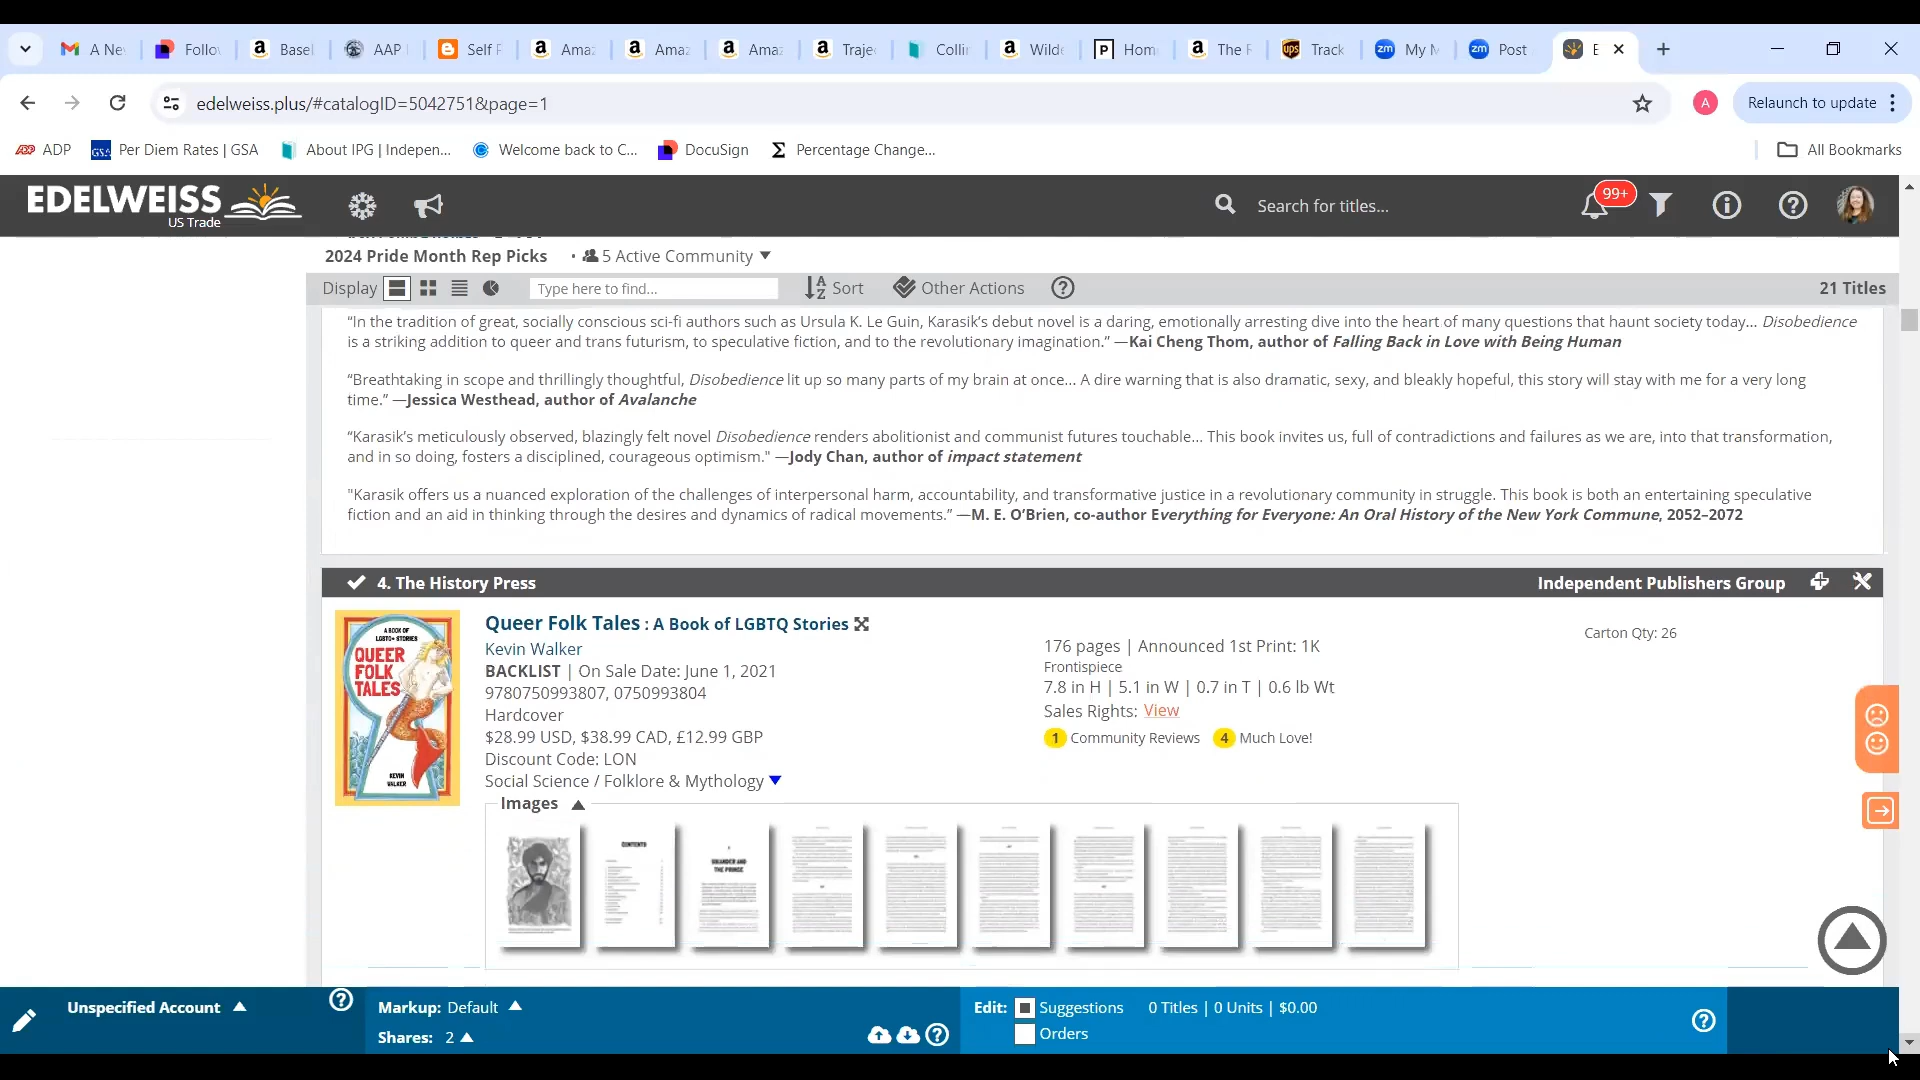 A Ne
Follo
Basel
AAP
Self P
Amaz
Amaz
Amaz
Traje
Collin
Wilde
Hom
The F
Track
My M
Post
E
edelweiss.plus/#catalogID=5042751&page=1
A
Relaunch to update
ADP
Per Diem Rates | GSA
About IPG | Indepen...
Welcome back to C...
DocuSign
Percentage Change...
All Bookmarks
EDELWEISS
US Trade
Search for titles...
99+
2024 Pride Month Rep Picks
• 5 Active Community
Display
Type here to find...
Sort
Other Actions
21 Titles
“In the tradition of great, socially conscious sci-fi authors such as Ursula K. Le Guin, Karasik’s debut novel is a daring, emotionally arresting dive into the heart of many questions that haunt society today... Disobedience
is a striking addition to queer and trans futurism, to speculative fiction, and to the revolutionary imagination.” —Kai Cheng Thom, author of Falling Back in Love with Being Human
“Breathtaking in scope and thrillingly thoughtful, Disobedience lit up so many parts of my brain at once... A dire warning that is also dramatic, sexy, and bleakly hopeful, this story will stay with me for a very long
time.” —Jessica Westhead, author of Avalanche
“Karasik’s meticulously observed, blazingly felt novel Disobedience renders abolitionist and communist futures touchable... This book invites us, full of contradictions and failures as we are, into that transformation,
and in so doing, fosters a disciplined, courageous optimism." —Jody Chan, author of impact statement
"Karasik offers us a nuanced exploration of the challenges of interpersonal harm, accountability, and transformative justice in a revolutionary community in struggle. This book is both an entertaining speculative
fiction and an aid in thinking through the desires and dynamics of radical movements.” —M. E. O’Brien, co-author Everything for Everyone: An Oral History of the New York Commune, 2052–2072
4. The History Press
Independent Publishers Group
A BOOK OF
LGBTQ+ STORIES
QUEER
FOLK
TALES
KEVIN
WALKER
Queer Folk Tales : A Book of LGBTQ Stories
Kevin Walker
BACKLIST | On Sale Date: June 1, 2021
9780750993807, 0750993804
Hardcover
$28.99 USD, $38.99 CAD, £12.99 GBP
Discount Code: LON
Social Science / Folklore & Mythology
176 pages | Announced 1st Print: 1K
Frontispiece
7.8 in H | 5.1 in W | 0.7 in T | 0.6 lb Wt
Sales Rights: View
1 Community Reviews 4 Much Love!
Carton Qty: 26
Images
CONTENTS
ISKANDER AND
THE PRINCE
Unspecified Account
Markup: Default
Shares: 2
Edit: Suggestions 0 Titles | 0 Units | $0.00
Orders